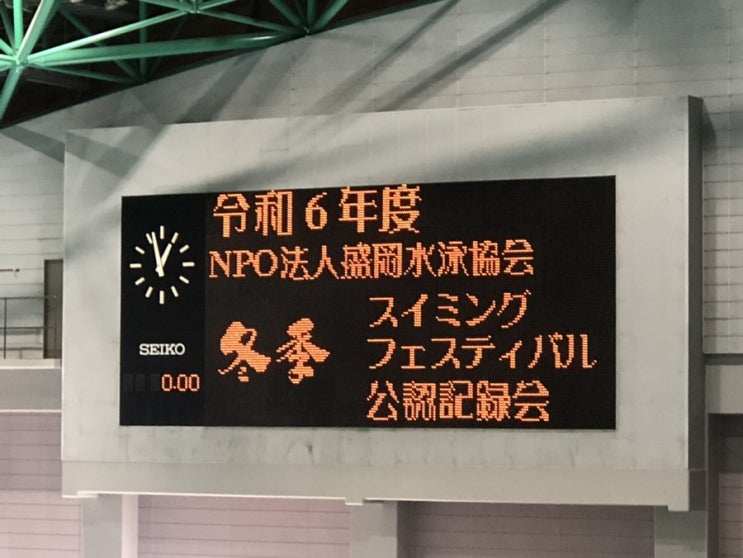 令和6年度
NPO法人盛岡水泳協会
冬季
スイミング
フェスティバル
公認記録会
SEIKO
0.00